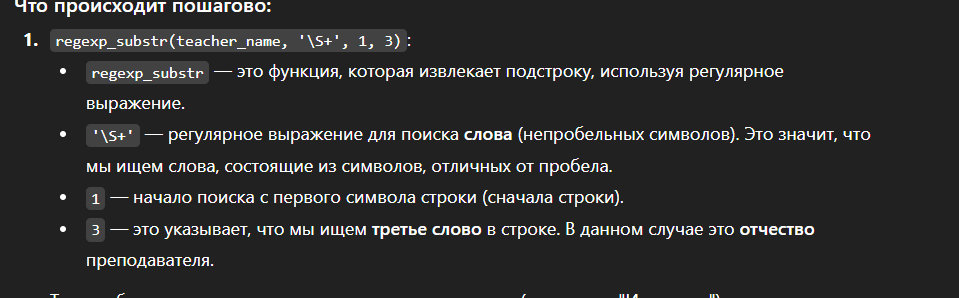 Что происходит пошагово:
1. regexp_substr(teacher_name, '\S+', 1, 3):
• regexp_substr — это функция, которая извлекает подстроку, используя регулярное
выражение.
• '\S+' — регулярное выражение для поиска слова (непробельных символов). Это значит, что
мы ищем слова, состоящие из символов, отличных от пробела.
• 1 — начало поиска с первого символа строки (сначала строки).
• 3 — это указывает, что мы ищем третье слово в строке. В данном случае это отчество
преподавателя.